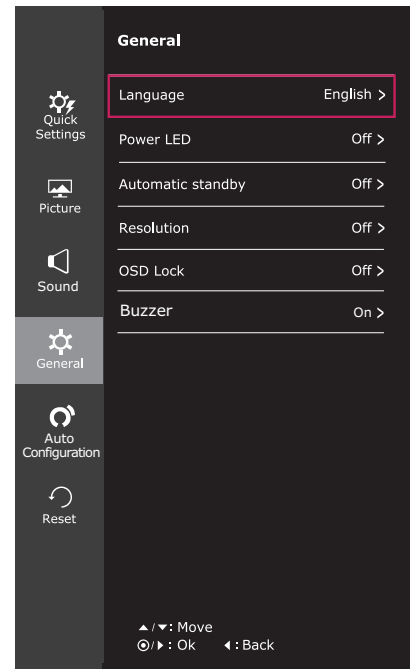 General
Quick
Settings
Picture
Sound
General
Auto
Configuration
Reset
Language English >
Power LED Off >
Automatic standby Off >
Resolution Off >
OSD Lock Off >
Buzzer On >
▲/▼: Move
◉/▶: Ok ◀: Back